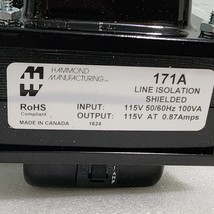 HAMMOND
MANUFACTURING™
171A
LINE ISOLATION
SHIELDED
RoHS
Compliant
INPUT: 115V 50/60Hz 100VA
OUTPUT: 115V AT 0.87Amps
MADE IN CANADA
1624